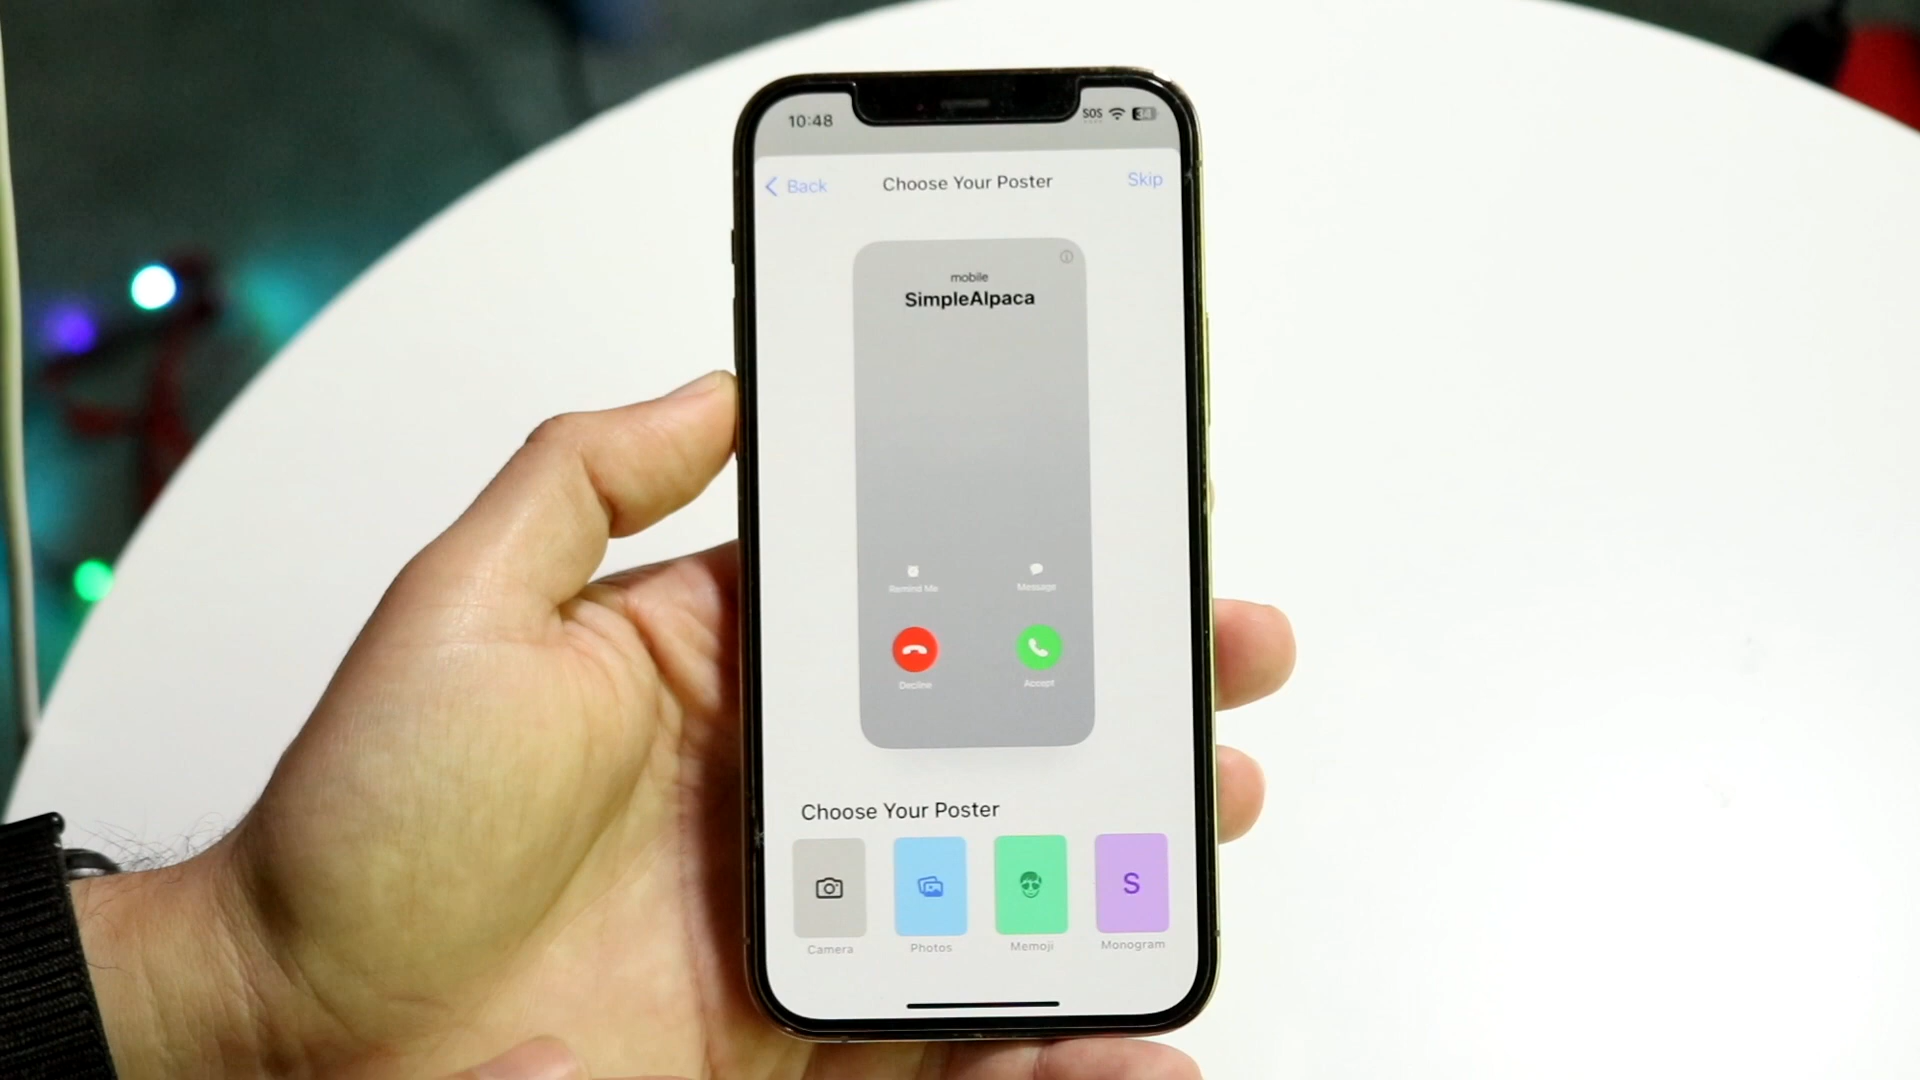 10:48
SOS
34
Back
Choose Your Poster
Skip
mobile
SimpleAlpaca
Remind Me
Message
Decline
Accept
Choose Your Poster
S
Camera
Photos
Memoji
Monogram